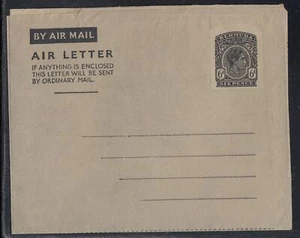 BY AIR MAIL
BERMUDA
AIR LETTER
IF ANYTHING IS ENCLOSED
THIS LETTER WILL BE SENT
BY ORDINARY MAIL.
6D 6D
SIX PENCE